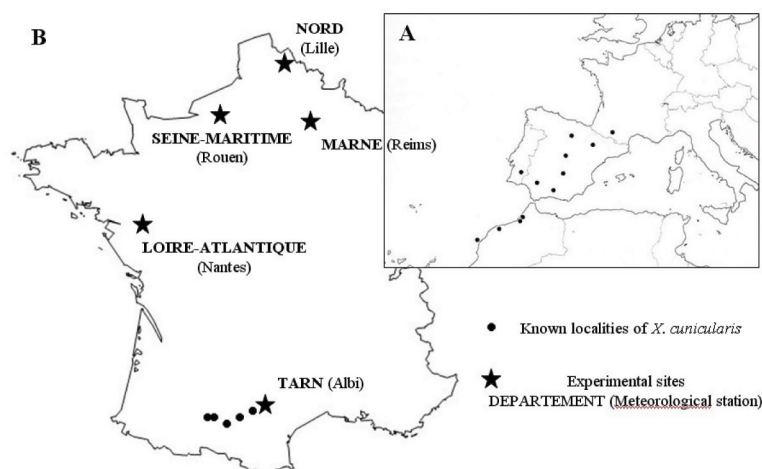 B
NORD
(Lille)
SEINE-MARITIME
(Rouen)
MARNE (Reims)
LOIRE-ATLANTIQUE
(Nantes)
TARN (Albi)
A
Known localities of X. cunicularis
Experimental sites
DEPARTEMENT (Meteorological station)